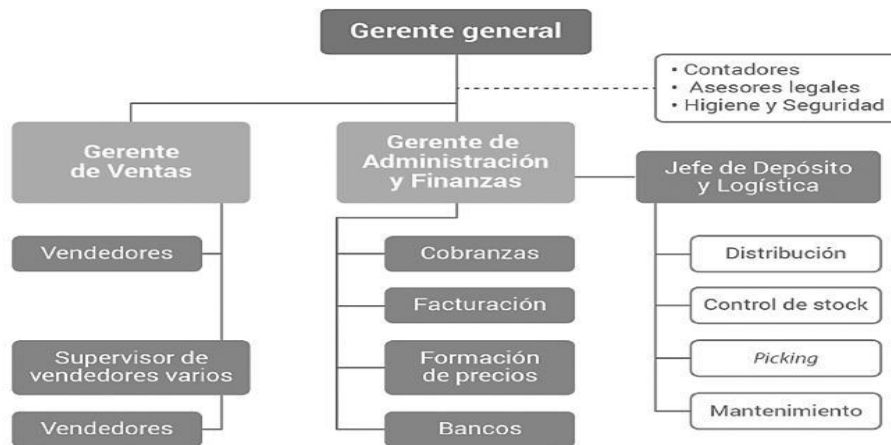 Gerente general
• Contadores
• Asesores legales
• Higiene y Seguridad
Gerente
de Ventas
Gerente de
Administración
y Finanzas
Jefe de Depósito
y Logística
Vendedores
Supervisor de
vendedores varios
Vendedores
Cobranzas
Facturación
Formación
de precios
Bancos
Distribución
Control de stock
Picking
Mantenimiento